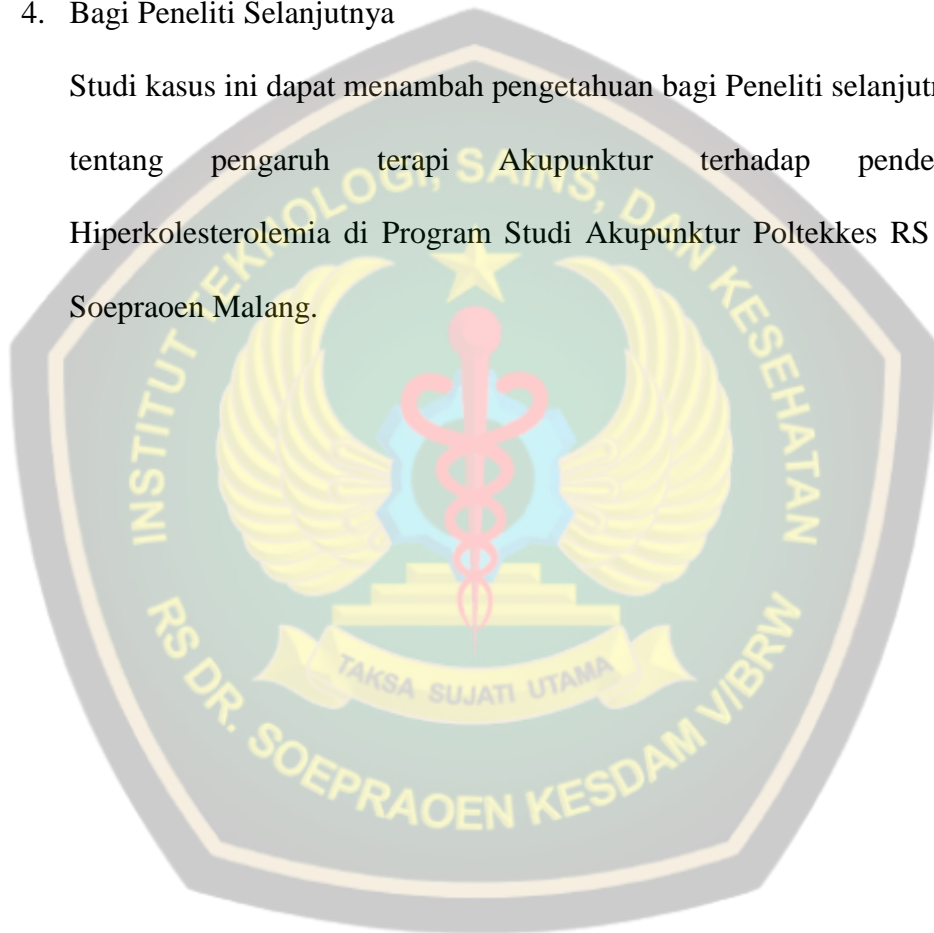 4. Bagi Peneliti Selanjutnya
Studi kasus ini dapat menambah pengetahuan bagi Peneliti
tentang pengaruh terapi Akupunktur terhadap
Hiperkolesterolemia di Program Studi Akupunktur Poltekkes RS
Soepraoen Malang.
INSTITUT TEKNOLOGI, SAINS, DAN KESEHATAN
TAKSA SUJATI UTAMA
RS DR. SOEPRAOEN KESDAM V/BRW